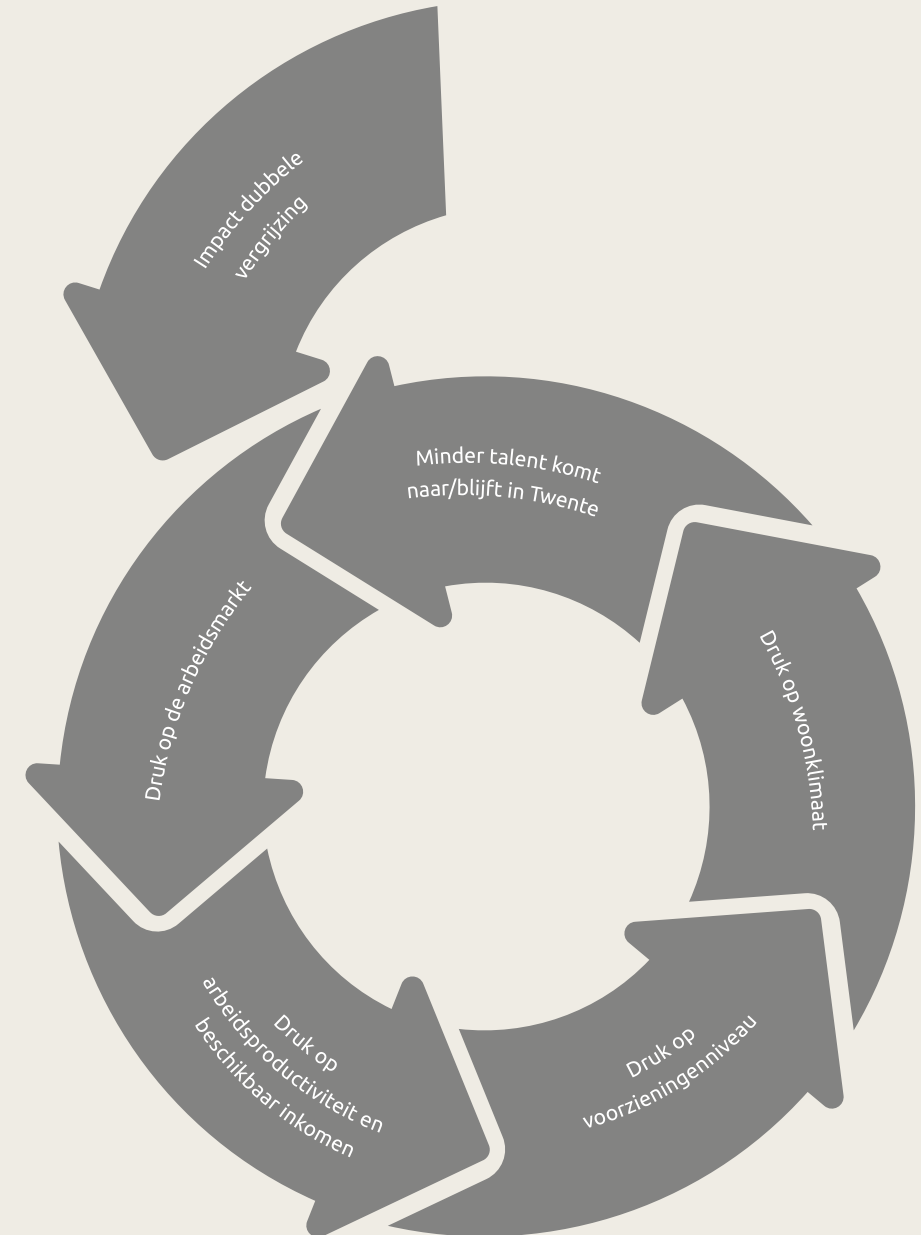 Impact dubbele
vergrijzing
Minder talent komt
naar/blijft in Twente
Druk op de arbeidsmarkt
Druk op woonklimaat
Druk op
arbeidsproductiviteit en
beschikbaar inkomen
Druk op
voorzieningenniveau